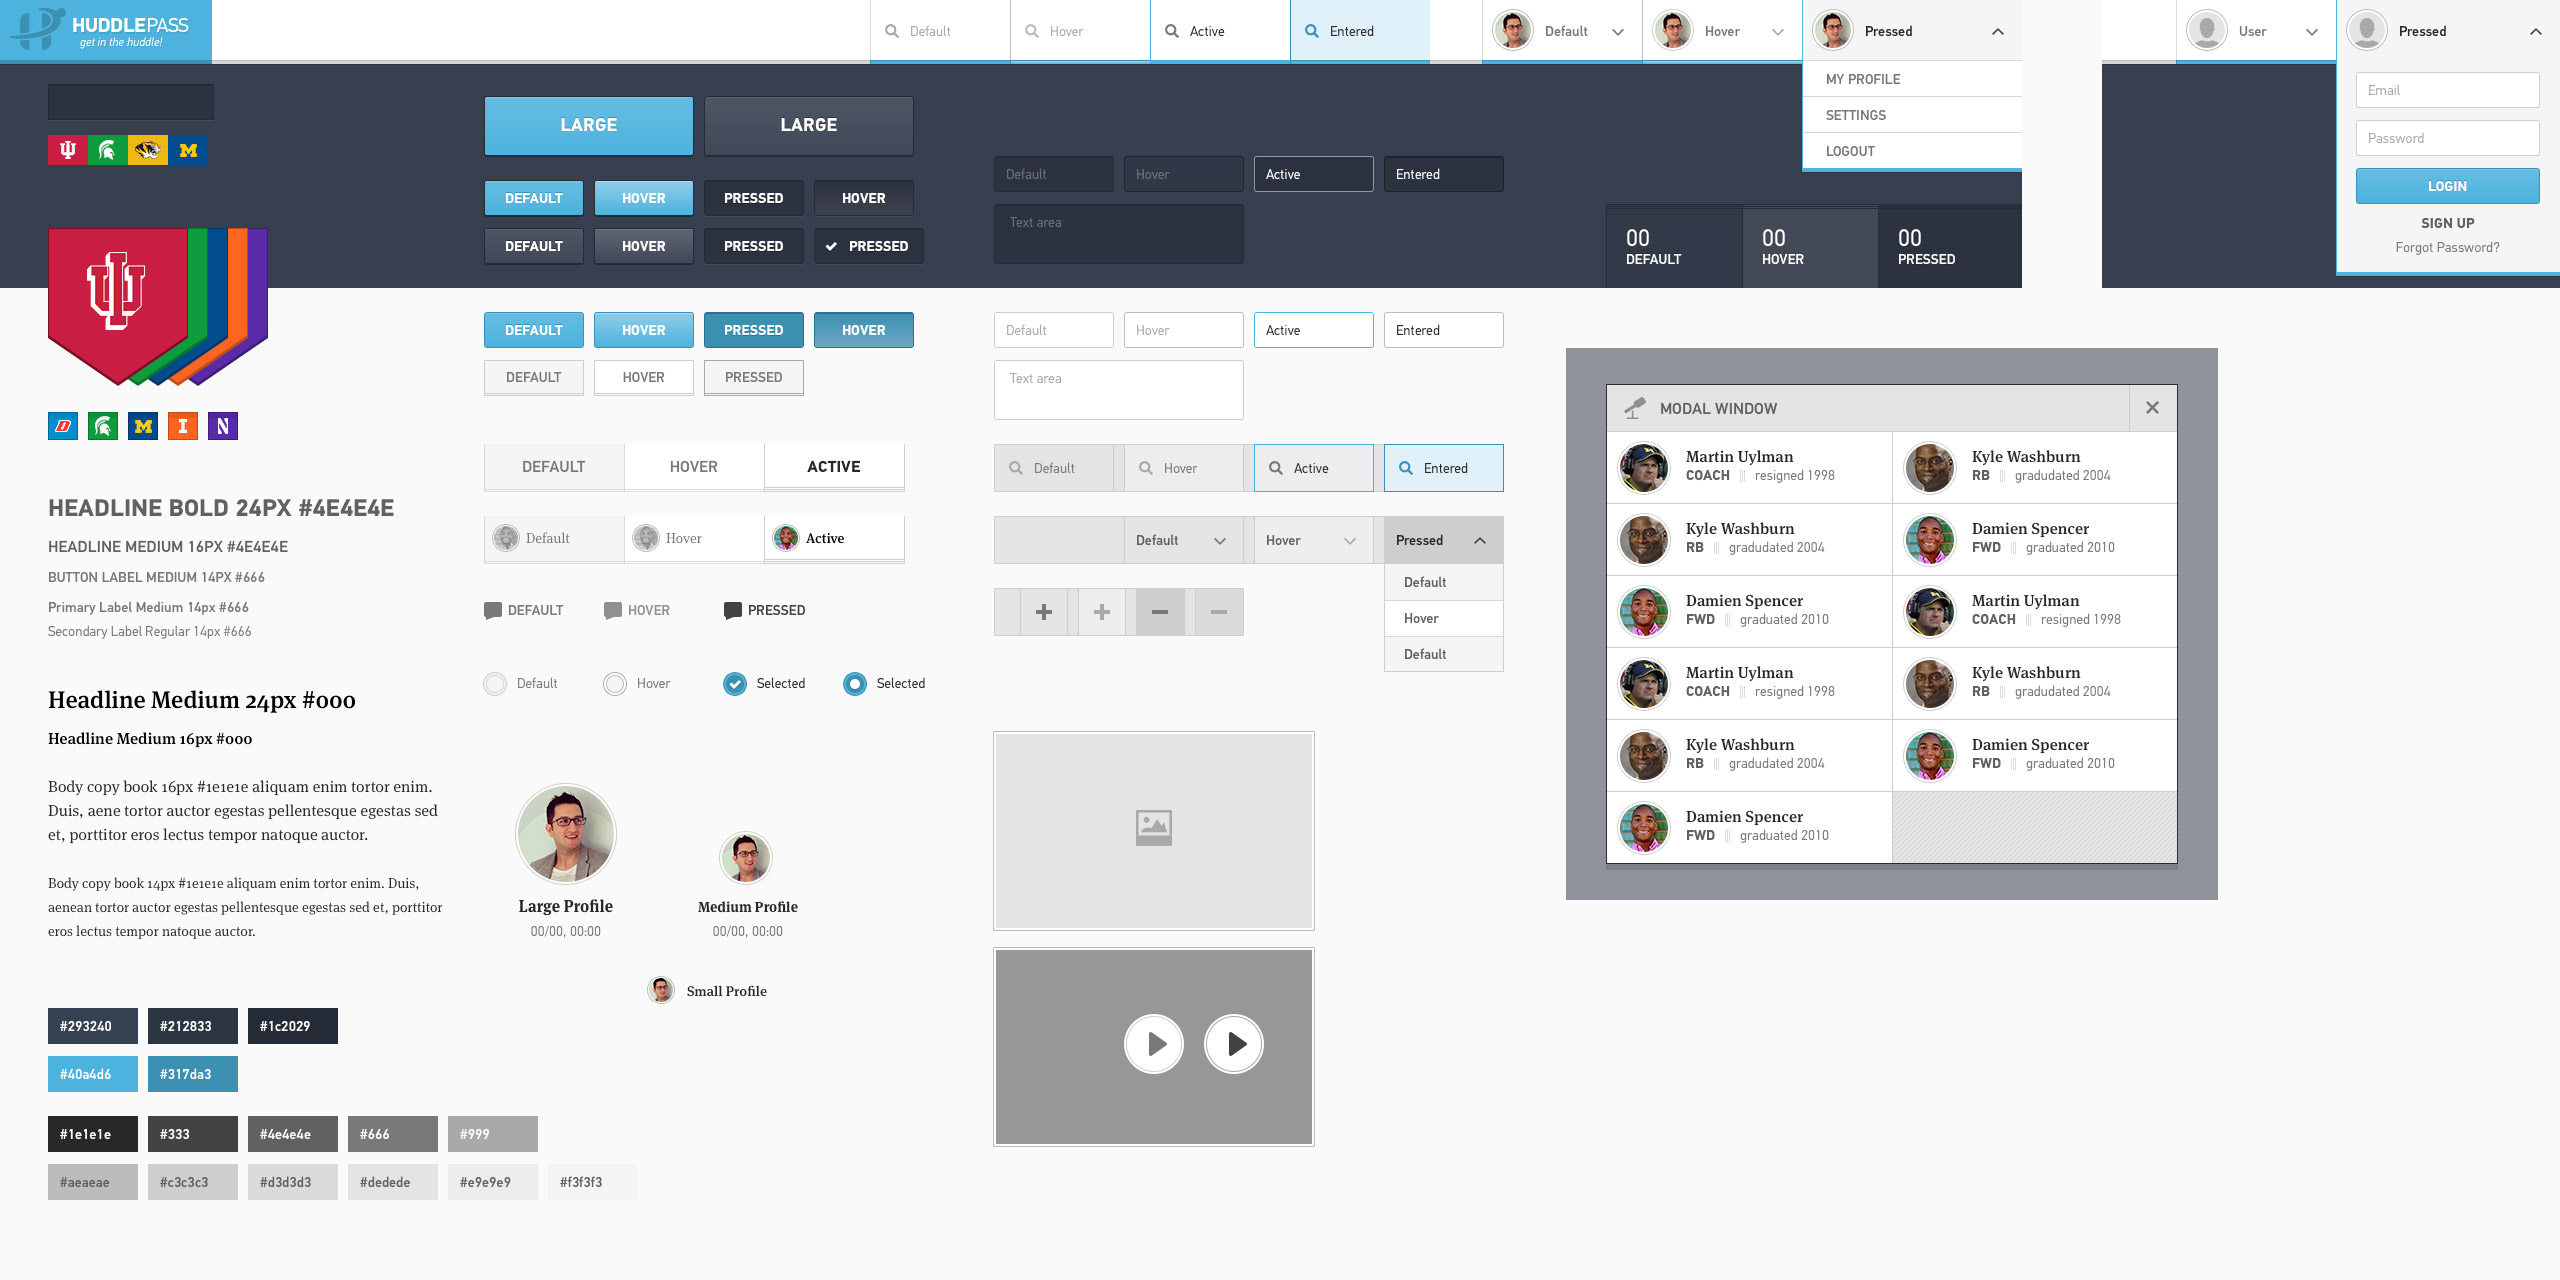 HUDDLEPASS
get in the huddle!
Default
Hover
Active
Entered
Default
Hover
Pressed
User
Pressed
MY PROFILE
SETTINGS
LOGOUT
Email
Password
LOGIN
SIGN UP
Forgot Password?
LARGE
LARGE
DEFAULT
HOVER
PRESSED
HOVER
DEFAULT
HOVER
PRESSED
PRESSED
Default
Hover
Active
Entered
Text area
00
DEFAULT
00
HOVER
00
PRESSED
DEFAULT
HOVER
PRESSED
HOVER
DEFAULT
HOVER
PRESSED
Default
Hover
Active
Entered
Text area
DEFAULT
HOVER
ACTIVE
Default
Hover
Active
Entered
Default
Hover
Active
Default
Hover
Pressed
Default
Hover
Default
DEFAULT
HOVER
PRESSED
Default
Hover
Selected
Selected
HEADLINE BOLD 24PX #4E4E4E
HEADLINE MEDIUM 16PX #4E4E4E
BUTTON LABEL MEDIUM 14PX #666
Primary Label Medium 14px #666
Secondary Label Regular 14px #666
Headline Medium 24px #000
Headline Medium 16px #000
Body copy book 16px #1e1e1e aliquam enim tortor enim.
Duis, aene tortor auctor egestas pellentesque egestas sed
et, porttitor eros lectus tempor natoque auctor.
Body copy book 14px #1e1e1e aliquam enim tortor enim. Duis,
aenean tortor auctor egestas pellentesque egestas sed et, porttitor
eros lectus tempor natoque auctor.
Large Profile
00/00, 00:00
Medium Profile
00/00, 00:00
Small Profile
MODAL WINDOW
Martin Uylman
COACH resigned 1998
Kyle Washburn
RB gradudated 2004
Kyle Washburn
RB gradudated 2004
Damien Spencer
FWD graduated 2010
Damien Spencer
FWD graduated 2010
Martin Uylman
COACH resigned 1998
Martin Uylman
COACH resigned 1998
Kyle Washburn
RB gradudated 2004
Kyle Washburn
RB gradudated 2004
Damien Spencer
FWD graduated 2010
Damien Spencer
FWD graduated 2010
#293240
#212833
#1c2029
#40a4d6
#317da3
#1e1e1e
#333
#4e4e4e
#666
#999
#aeaeae
#c3c3c3
#d3d3d3
#dedede
#e9e9e9
#f3f3f3